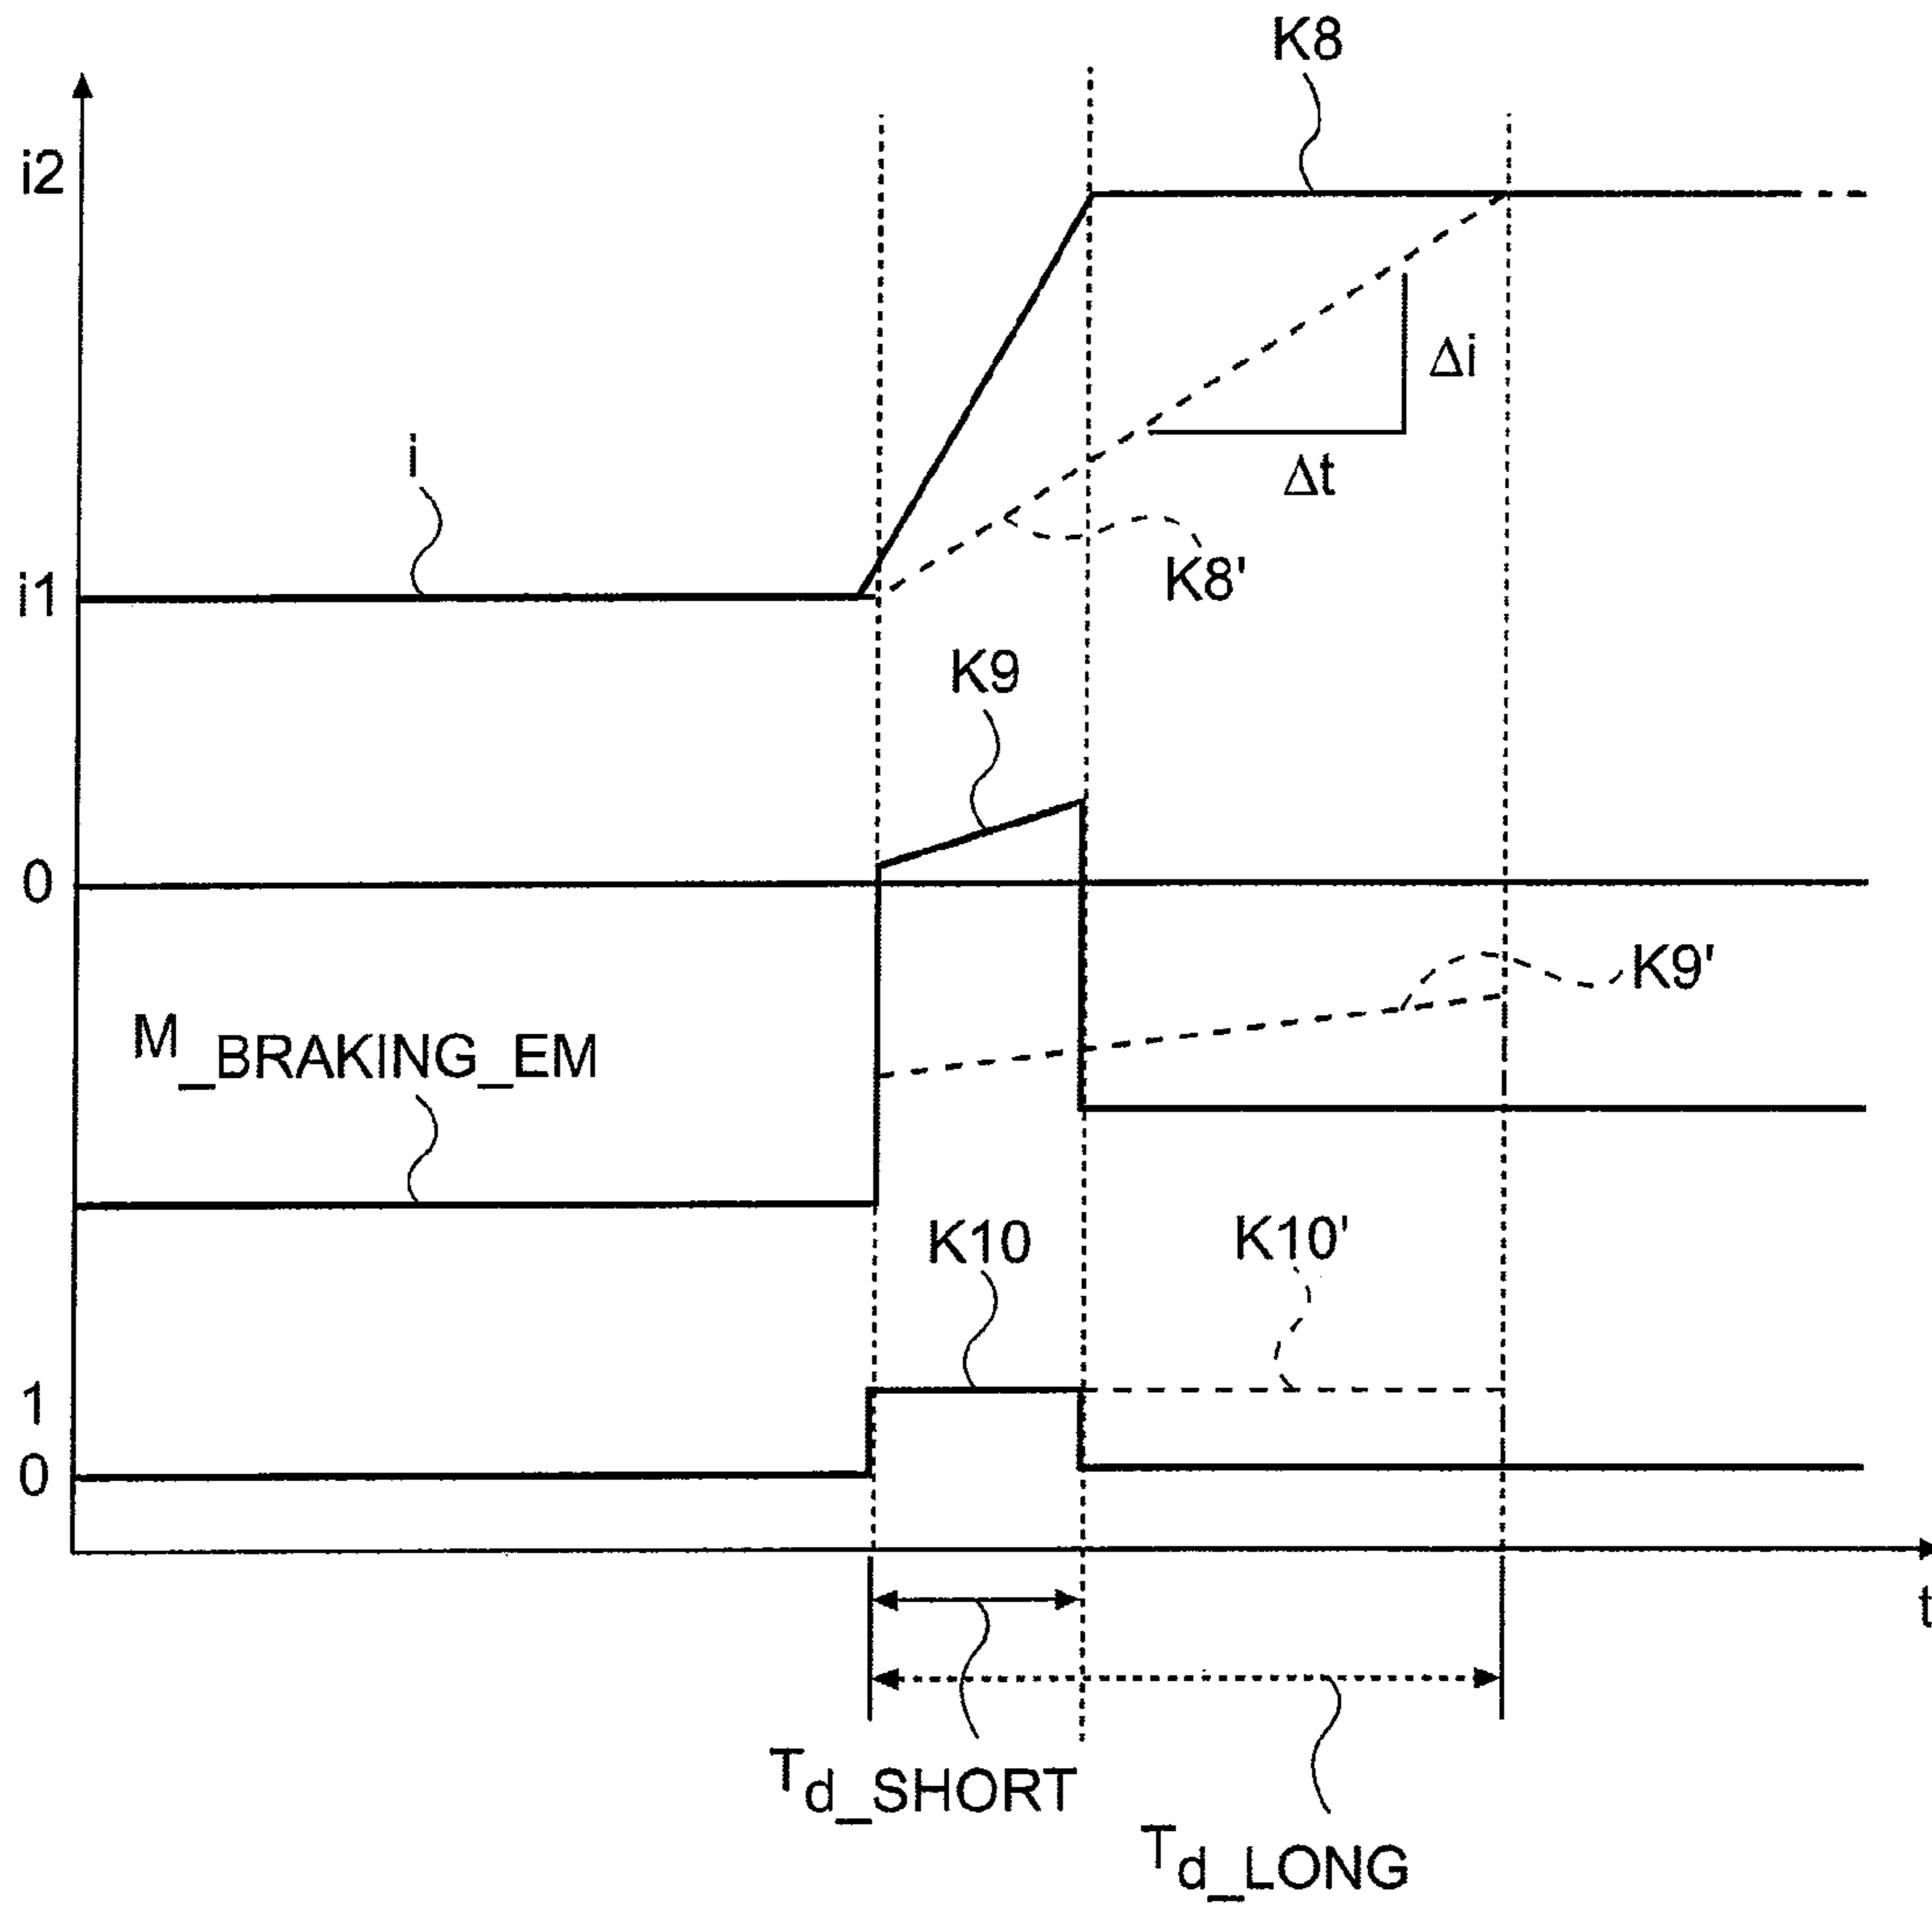 K8
i2
i
Δi
Δt
K8'
i1
K9
0
K9'
M_BRAKING_EM
K10
K10'
1
0
t
Td_SHORT
Td_LONG